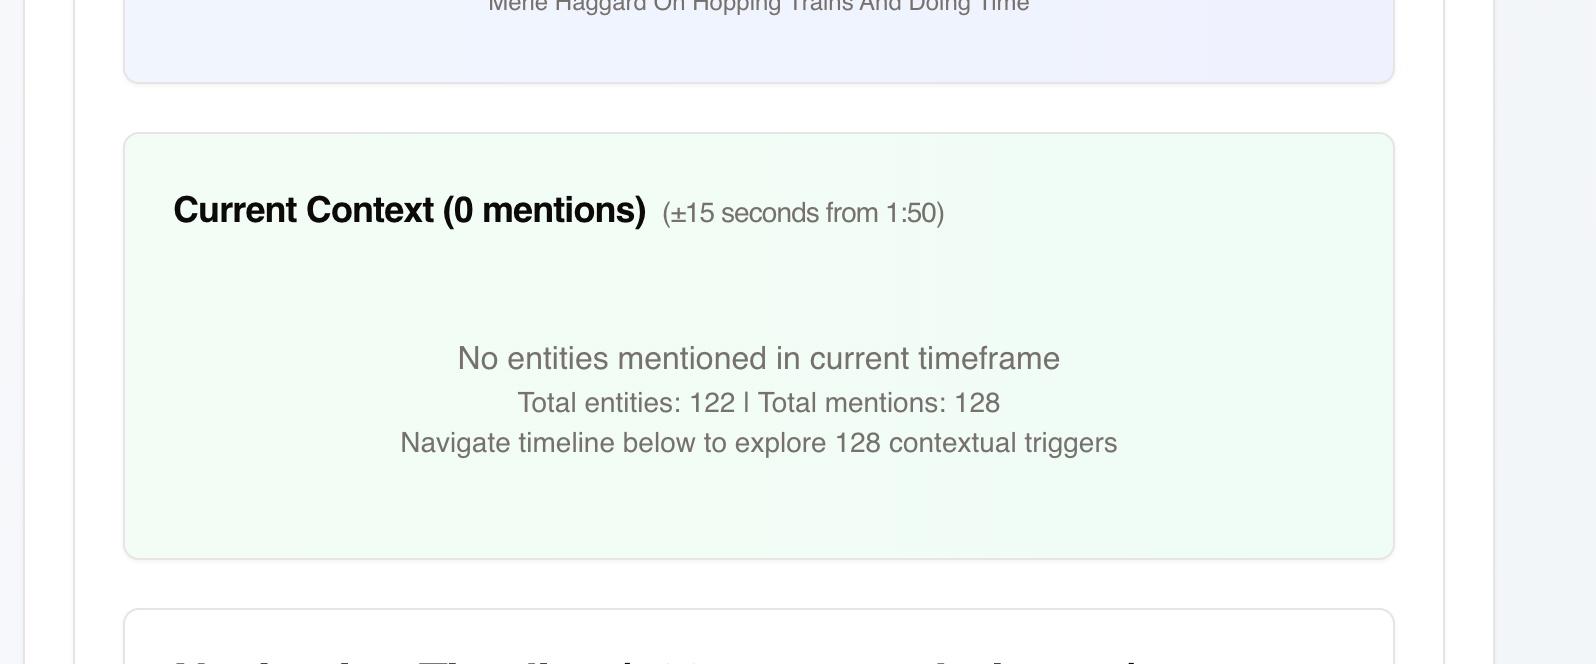 Merle Haggard On Hopping Trains And Doing Time
Current Context (0 mentions) (±15 seconds from 1:50)
No entities mentioned in current timeframe
Total entities: 122 | Total mentions: 128
Navigate timeline below to explore 128 contextual triggers